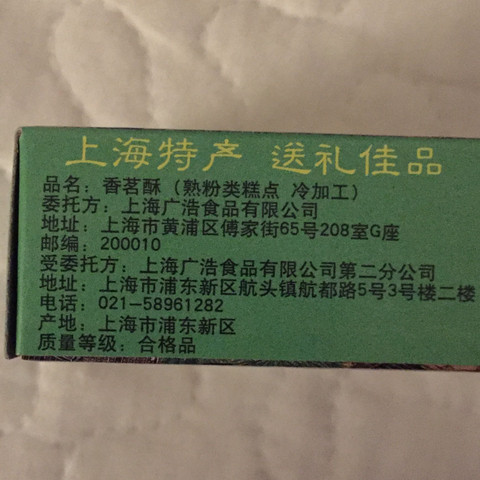 上海特产 送礼佳品
品名：香茗酥（熟粉类糕点 冷加工）
委托方：上海广浩食品有限公司
地址：上海市黄浦区傅家街65号208室G座
邮编：200010
受委托方：上海广浩食品有限公司第二分公司
地址：上海市浦东新区航头镇航都路5号3号楼二楼
电话：021-58961282
产地：上海市浦东新区
质量等级：合格品